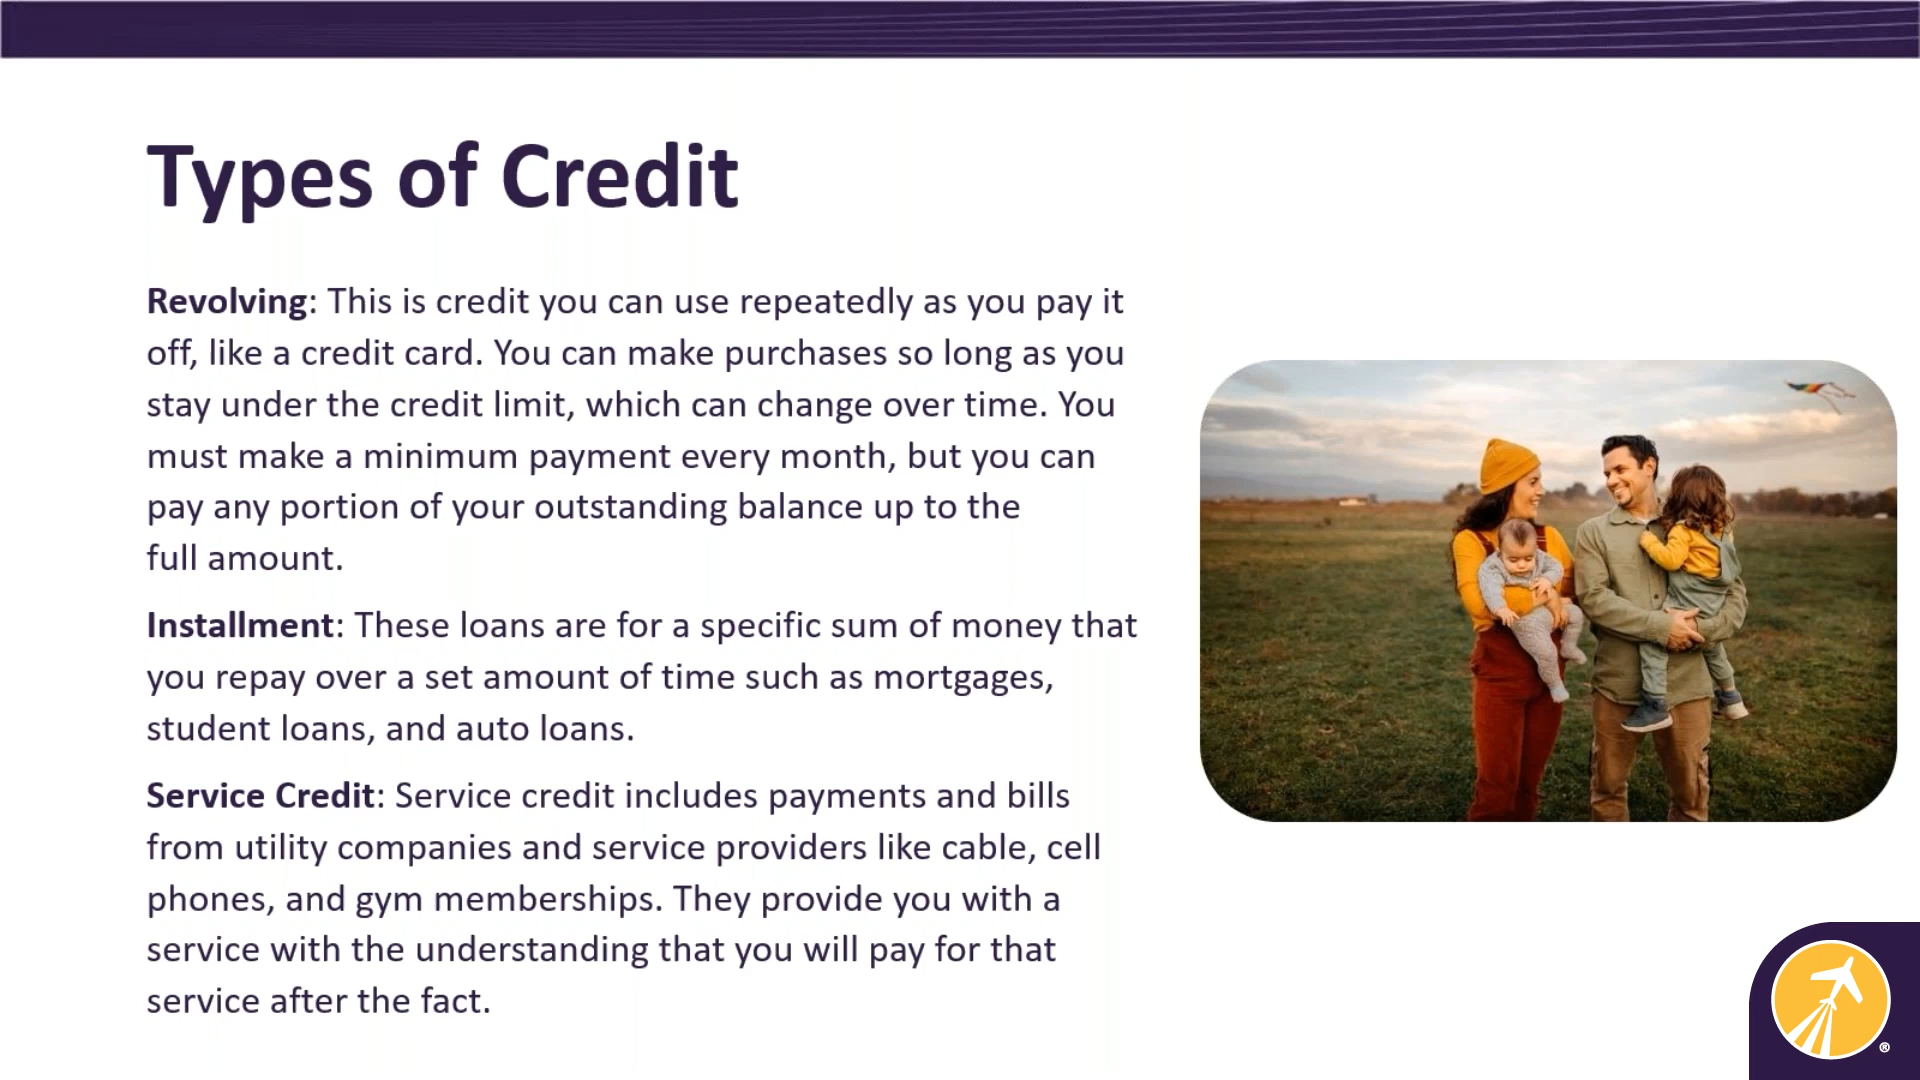 Types of Credit
Revolving: This is credit you can use repeatedly as you pay it
off, like a credit card. You can make purchases so long as you
stay under the credit limit, which can change over time. You
must make a minimum payment every month, but you can
pay any portion of your outstanding balance up to the
full amount.
Installment: These loans are for a specific sum of money that
you repay over a set amount of time such as mortgages,
student loans, and auto loans.
Service Credit: Service credit includes payments and bills
from utility companies and service providers like cable, cell
phones, and gym memberships. They provide you with a
service with the understanding that you will pay for that
service after the fact.
®